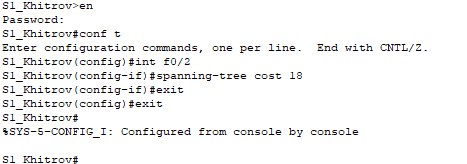 S1_Khitrov>en
Password:
S1_Khitrov#conf t
Enter configuration commands, one per line.  End with CNTL/Z.
S1_Khitrov(config)#int f0/2
S1_Khitrov(config-if)#spanning-tree cost 18
S1_Khitrov(config-if)#exit
S1_Khitrov(config)#exit
S1_Khitrov#
%SYS-5-CONFIG_I: Configured from console by console
S1_Khitrov#